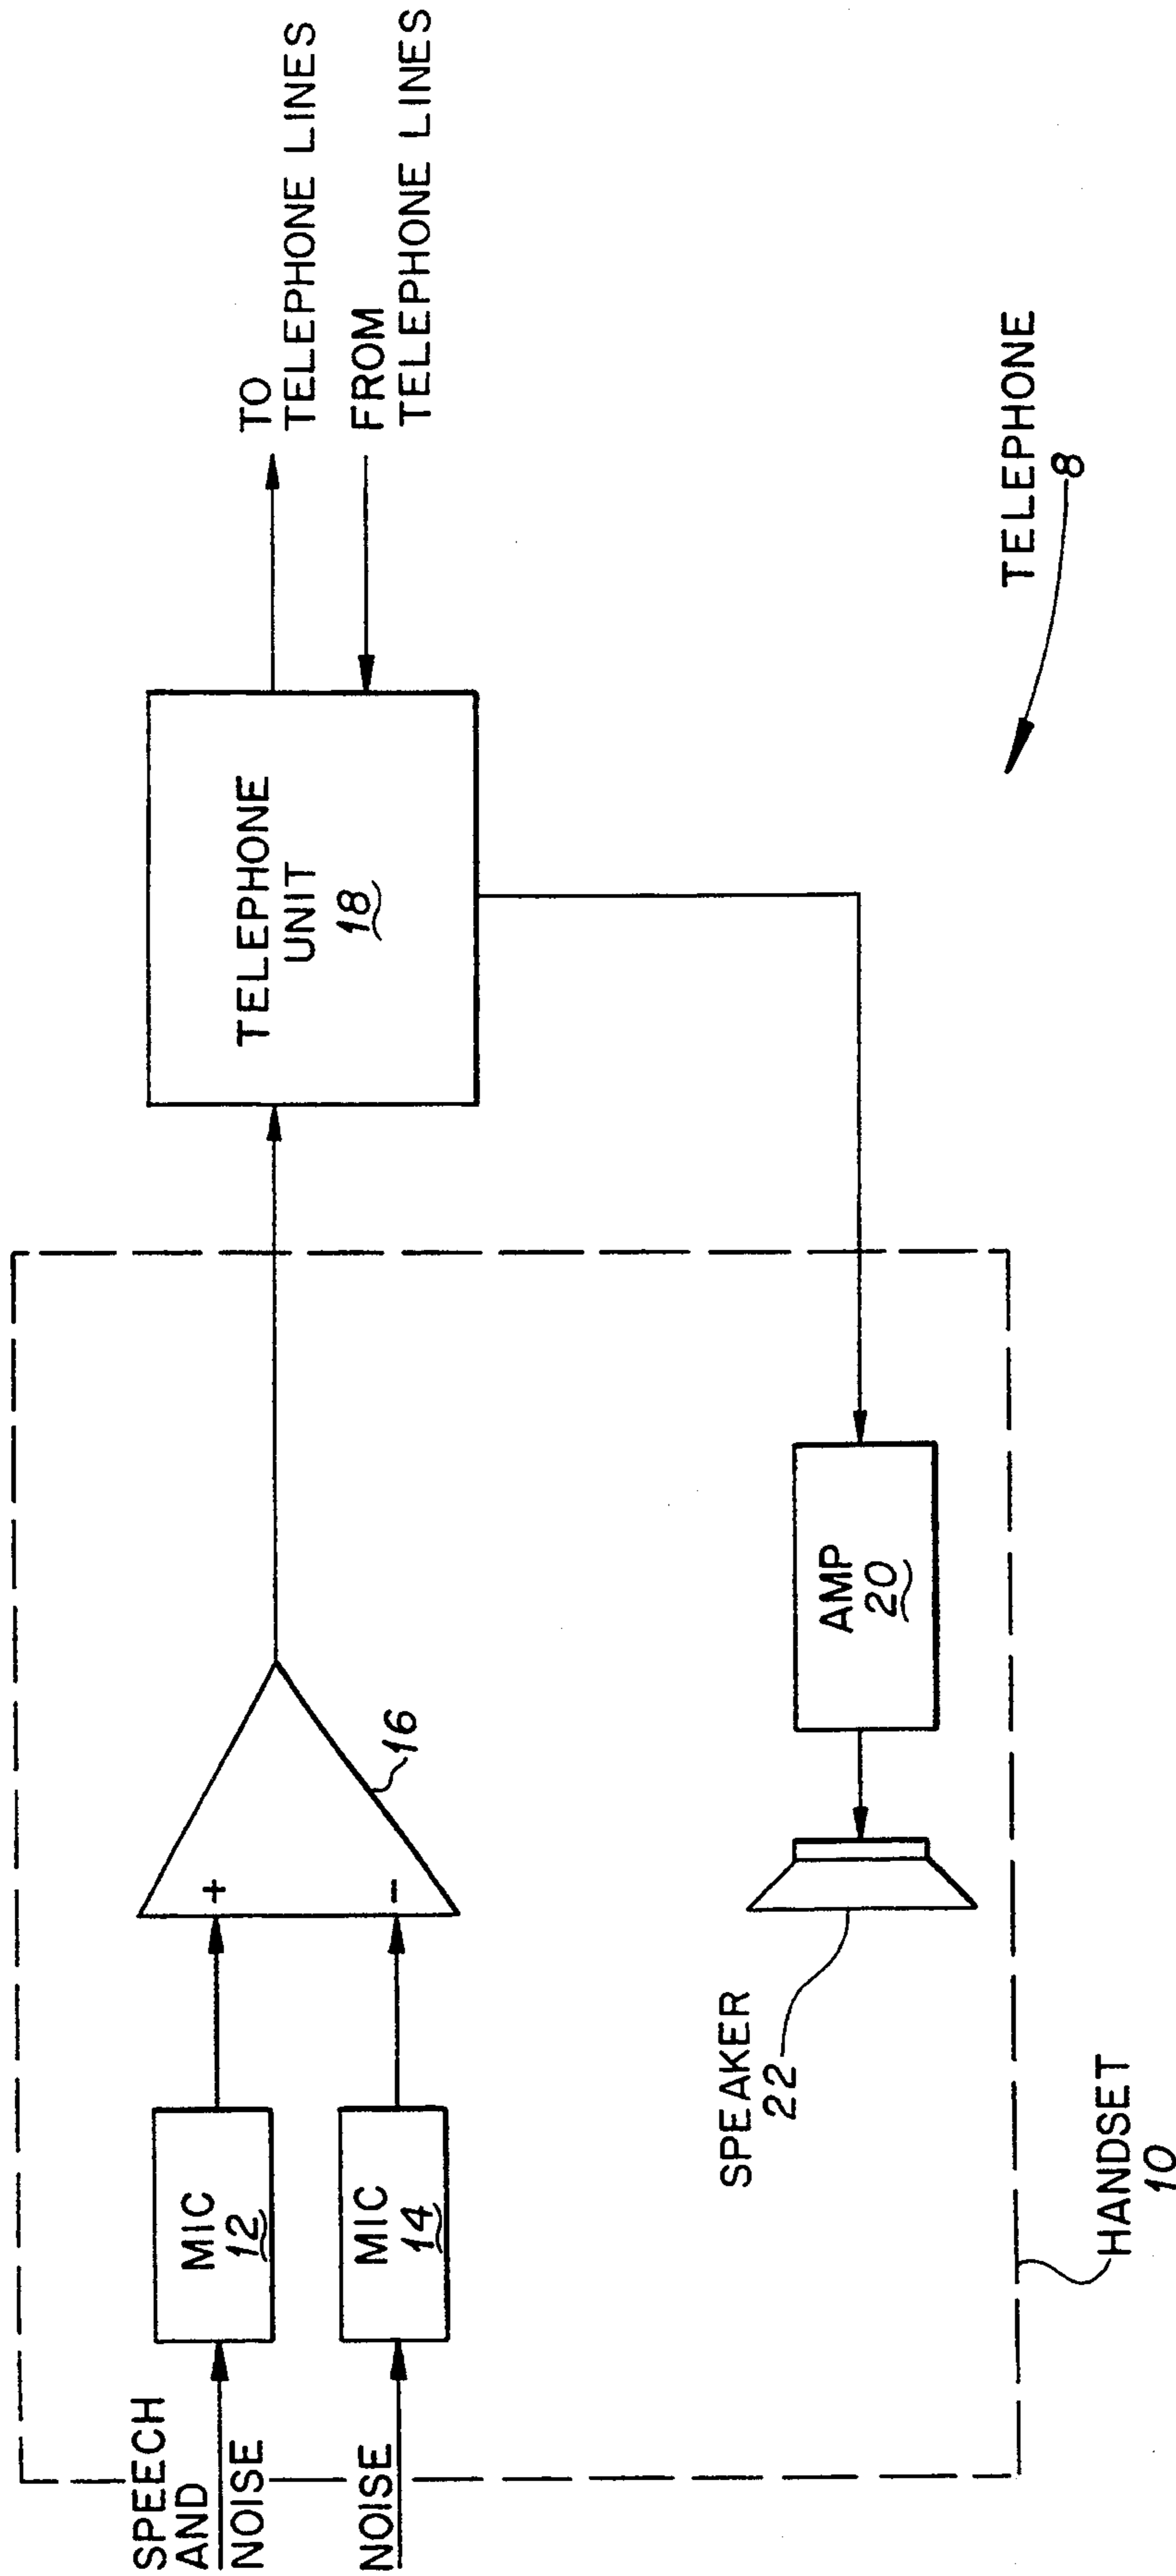 SPEECH
AND
NOISE
NOISE
MIC
12
MIC
14
+
-
16
TELEPHONE
UNIT
18
TO
TELEPHONE LINES
FROM
TELEPHONE LINES
AMP
20
SPEAKER
22
HANDSET
10
TELEPHONE
8